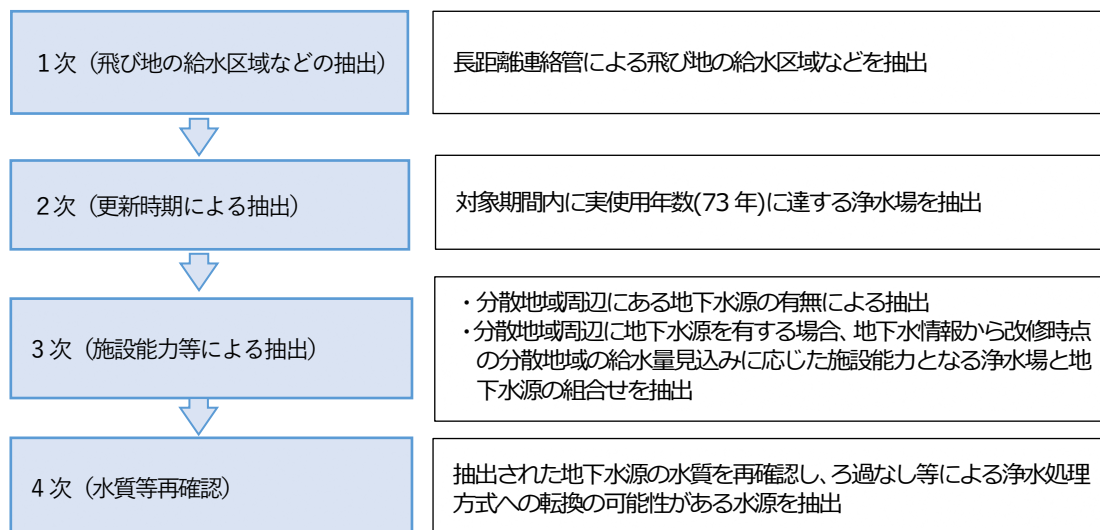 1次（飛び地の給水区域などの抽出）
長距離連絡管による飛び地の給水区域などを抽出
2次（更新時期による抽出）
対象期間内に実使用年数(73 年)に達する浄水場を抽出
3次（施設能力等による抽出）
・分散地域周辺にある地下水源の有無による抽出
・分散地域周辺に地下水源を有する場合、地下水情報から改修時点
の分散地域の給水量見込みに応じた施設能力となる浄水場と地
下水源の組合せを抽出
4次（水質等再確認）
抽出された地下水源の水質を再確認し、ろ過なし等による浄水処理
方式への転換の可能性がある水源を抽出